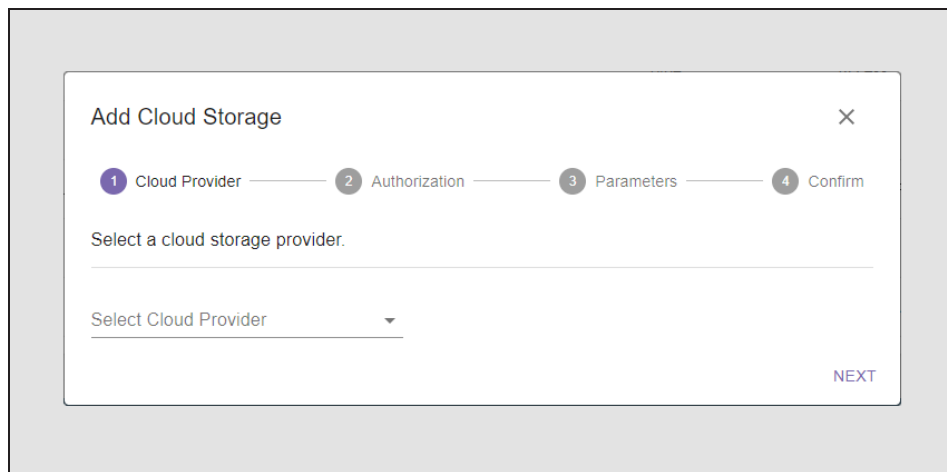 Add Cloud Storage
1 Cloud Provider 2 Authorization 3 Parameters 4 Confirm
Select a cloud storage provider.
Select Cloud Provider
NEXT